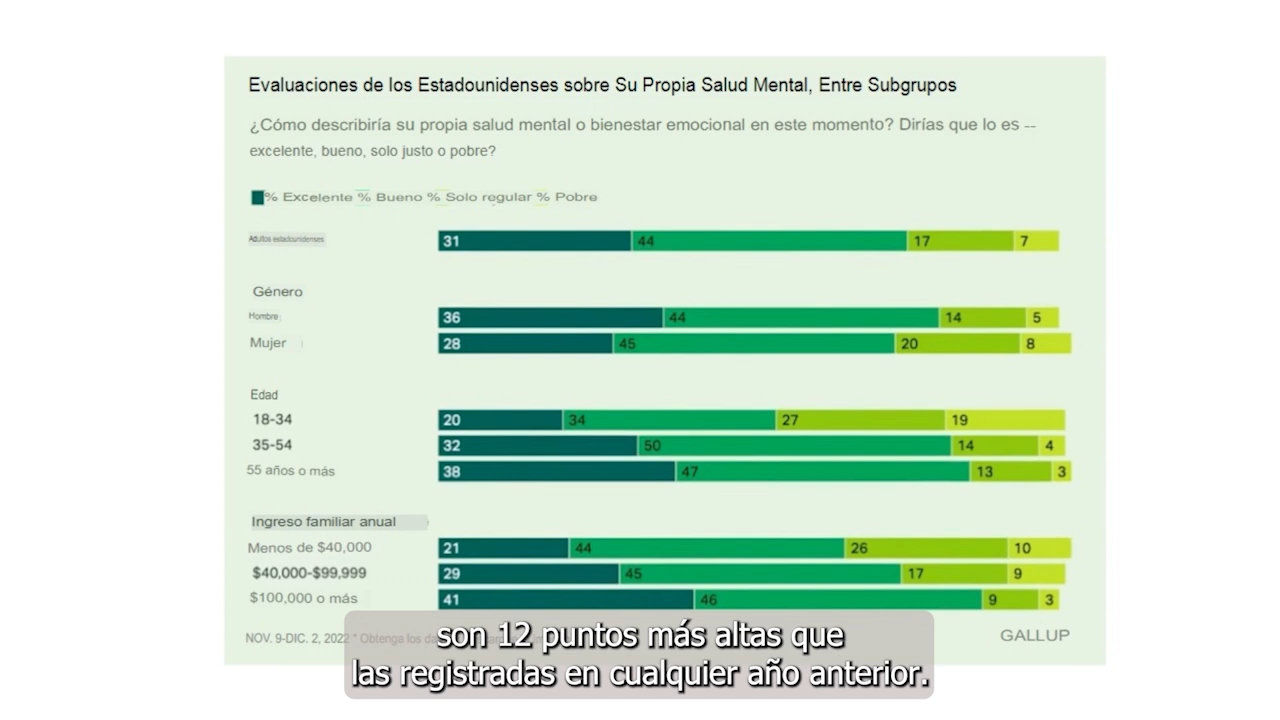 Evaluaciones de los Estadounidenses sobre Su Propia Salud Mental, Entre Subgrupos
¿Cómo describiría su propia salud mental o bienestar emocional en este momento? Dirías que lo es --
excelente, bueno, solo justo o pobre?
% Excelente % Bueno % Solo regular % Pobre
Adultos estadounidenses 31 44 17 7
Género
Hombre 36 44 14 5
Mujer 28 45 20 8
Edad
18-34 20 34 27 19
35-54 32 50 14 4
55 años o más 38 47 13 3
Ingreso familiar anual
Menos de $40,000 21 44 26 10
$40,000-$99,999 29 45 17 9
$100,000 o más 41 46 9 3
NOV. 9-DIC. 2, 2022 * Obtenga los GALLUP
son 12 puntos más altas que
las registradas en cualquier año anterior.